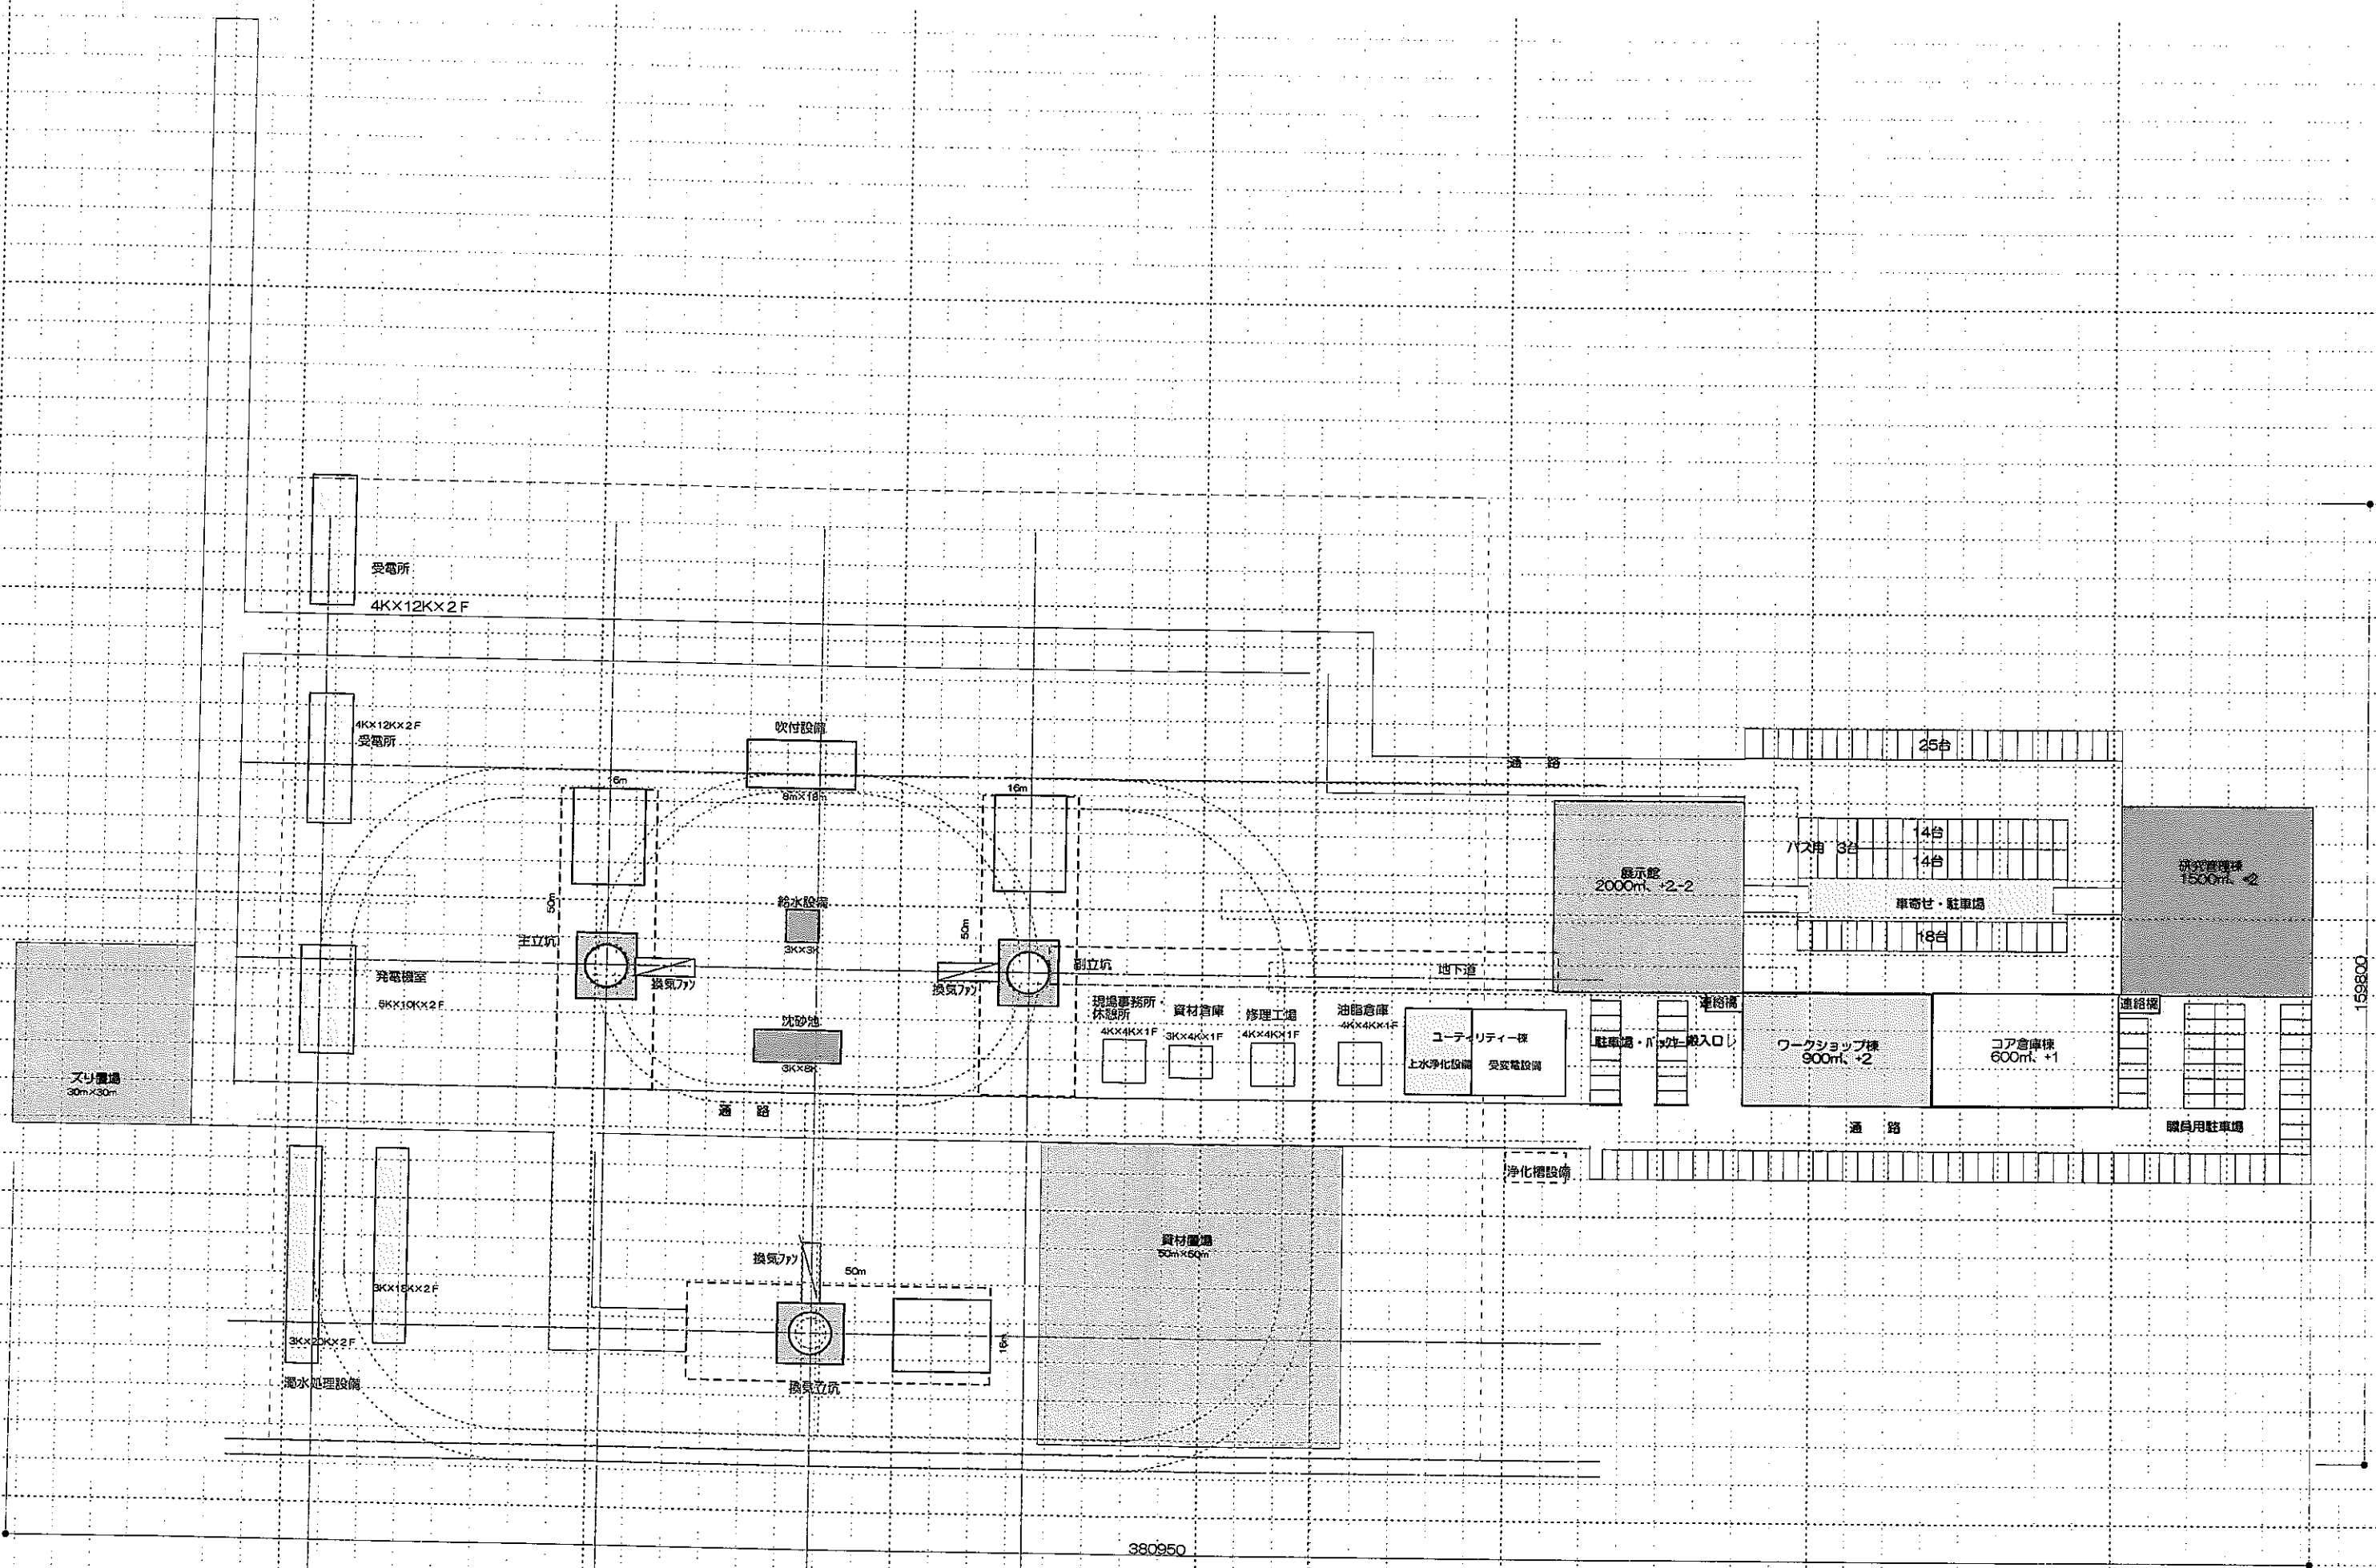 受電所
4K×12K×2F
4K×12K×2F
受電所
吹付設備
8m×18m
6m
16m
通　路
25台
14台
バス用　3台
14台
車寄せ・駐車場
18台
展示館
2000㎡、+2-2
研究管理棟
1500㎡、+2
50m
50m
給水設備
3K×3K
主立坑
換気ファン
換気ファン
副立坑
地下道
発電機室
5K×10K×2F
沈砂池
3K×8K
現場事務所・
休憩所
4K×4K×1F
資材倉庫
3K×4K×1F
修理工場
4K×4K×1F
油脂倉庫
4K×4K×1F
ユーティリティー棟
上水浄化設備
受変電設備
連絡橋
ワークショップ棟
900㎡、+2
コア倉庫棟
600㎡、+1
連絡橋
ズリ置場
30m×30m
通　路
通　路
職員用駐車場
浄化槽設備
資材置場
50m×50m
換気ファン
50m
16m
換気立坑
3K×18K×2F
3K×20K×2F
濁水処理設備
159800
380950